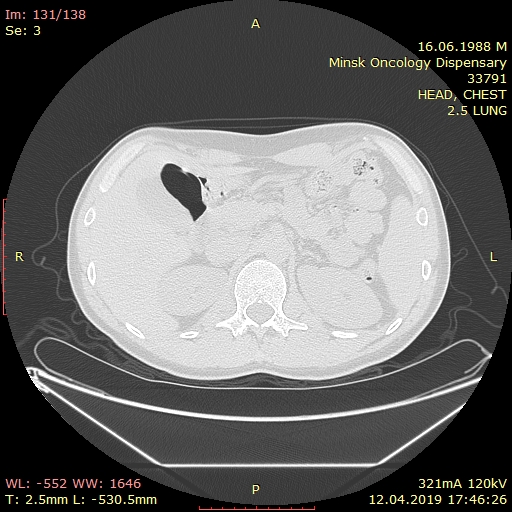 Im: 131/138
Se: 3
A
16.06.1988 M
Minsk Oncology Dispensary
33791
HEAD, CHEST
2.5 LUNG
R
L
WL: -552 WW: 1646
T: 2.5mm L: -530.5mm
P
321mA 120kV
12.04.2019 17:46:26